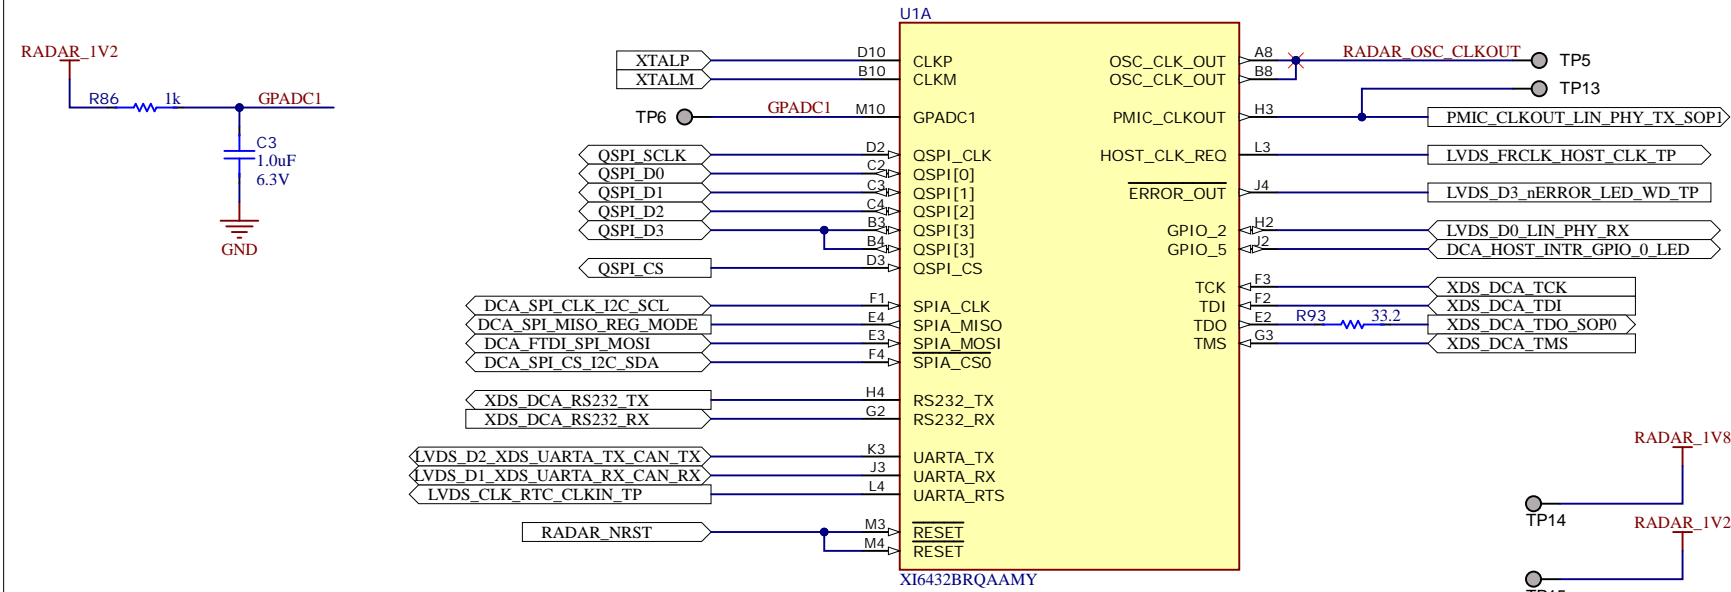 U1A
RADAR_1V2
R86 1k GPADC1
C3
1.0uF
6.3V
GND
XTALP D10 CLKP
XTALM B10 CLKM
TP6 GPADC1 M10 GPADC1
QSPI_SCLK D2 QSPI_CLK
QSPI_D0 C2 QSPI[0]
QSPI_D1 C3 QSPI[1]
QSPI_D2 C4 QSPI[2]
QSPI_D3 B3 QSPI[3]
B4 QSPI[3]
QSPI_CS D3 QSPI_CS
DCA_SPI_CLK_I2C_SCL F1 SPIA_CLK
DCA_SPI_MISO_REG_MODE E4 SPIA_MISO
DCA_FTDI_SPI_MOSI E3 SPIA_MOSI
DCA_SPI_CS_I2C_SDA F4 SPIA_CS0
XDS_DCA_RS232_TX H4 RS232_TX
XDS_DCA_RS232_RX G2 RS232_RX
LVDS_D2_XDS_UARTA_TX_CAN_TX K3 UARTA_TX
LVDS_D1_XDS_UARTA_RX_CAN_RX J3 UARTA_RX
LVDS_CLK_RTC_CLKIN_TP L4 UARTA_RTS
RADAR_NRST M3 RESET
M4 RESET
XI6432BRQAAMY
OSC_CLK_OUT A8 RADAR_OSC_CLKOUT TP5
OSC_CLK_OUT B8
TP13
PMIC_CLKOUT H3 PMIC_CLKOUT_LIN_PHY_TX_SOP1
HOST_CLK_REQ L3 LVDS_FRCLK_HOST_CLK_TP
ERROR_OUT J4 LVDS_D3_nERROR_LED_WD_TP
GPIO_2 H2 LVDS_D0_LIN_PHY_RX
GPIO_5 J2 DCA_HOST_INTR_GPIO_0_LED
TCK F3 XDS_DCA_TCK
TDI F2 XDS_DCA_TDI
TDO E2 R93 33.2 XDS_DCA_TDO_SOP0
TMS G3 XDS_DCA_TMS
RADAR_1V8
TP14
RADAR_1V2